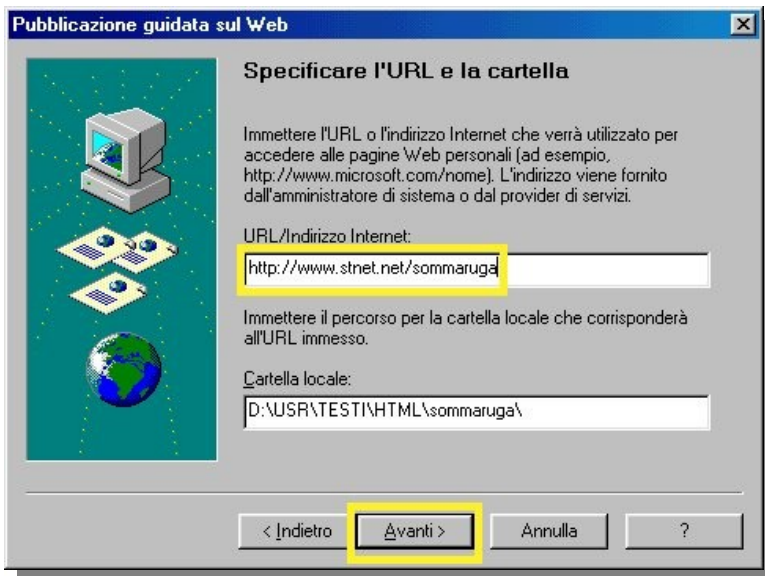 Pubblicazione guidata sul Web
Specificare l'URL e la cartella
Immettere l'URL o l'indirizzo Internet che verrà utilizzato per
accedere alle pagine Web personali (ad esempio,
http://www.microsoft.com/nome). L'indirizzo viene fornito
dall'amministratore di sistema o dal provider di servizi.
URL/Indirizzo Internet:
http://www.stnet.net/sommaruga
Immettere il percorso per la cartella locale che corrisponderà
all'URL immesso.
Cartella locale:
D:\USR\TESTI\HTML\sommaruga\
< Indietro Avanti > Annulla ?